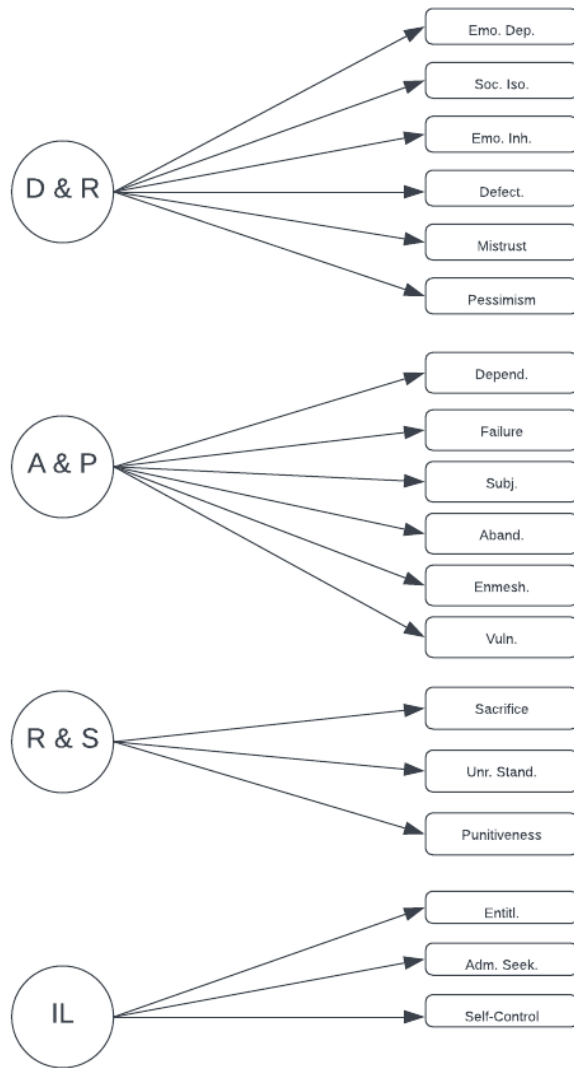 D & R
Emo. Dep.
Soc. Iso.
Emo. Inh.
Defect.
Mistrust
Pessimism
A & P
Depend.
Failure
Subj.
Aband.
Enmesh.
Vuln.
R & S
Sacrifice
Unr. Stand.
Punitiveness
IL
Entitl.
Adm. Seek.
Self-Control